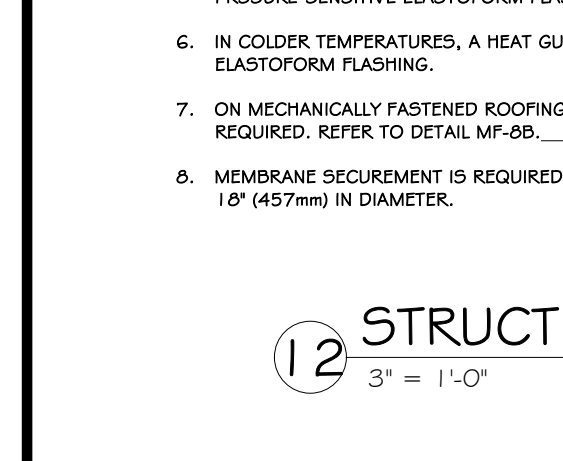 6. IN COLDER TEMPERATURES, A HEAT GU
ELASTOFORM FLASHING.
7. ON MECHANICALLY FASTENED ROOFING
REQUIRED. REFER TO DETAIL MF-8B.__
8. MEMBRANE SECUREMENT IS REQUIRED
18" (457mm) IN DIAMETER.
12 STRUCT
3" = 1'-0"